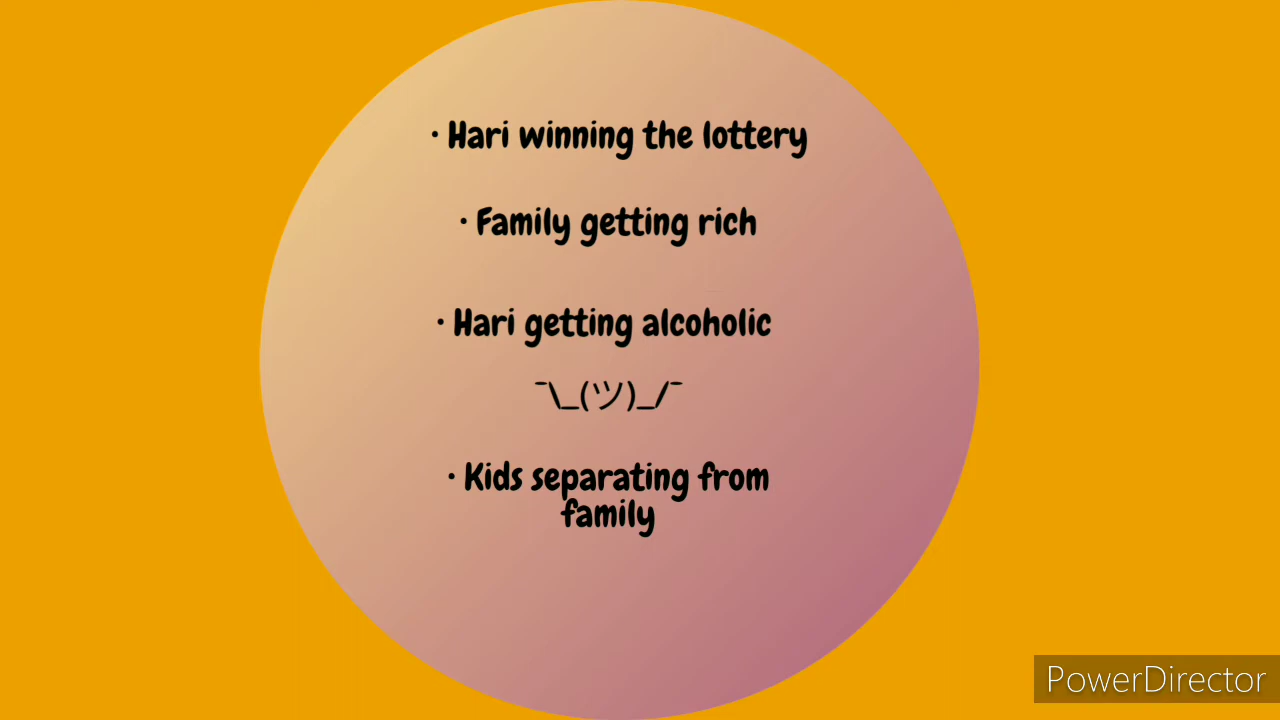 • Hari winning the lottery
• Family getting rich
• Hari getting alcoholic
¯\_(ツ)_/¯
• Kids separating from
family
PowerDirector